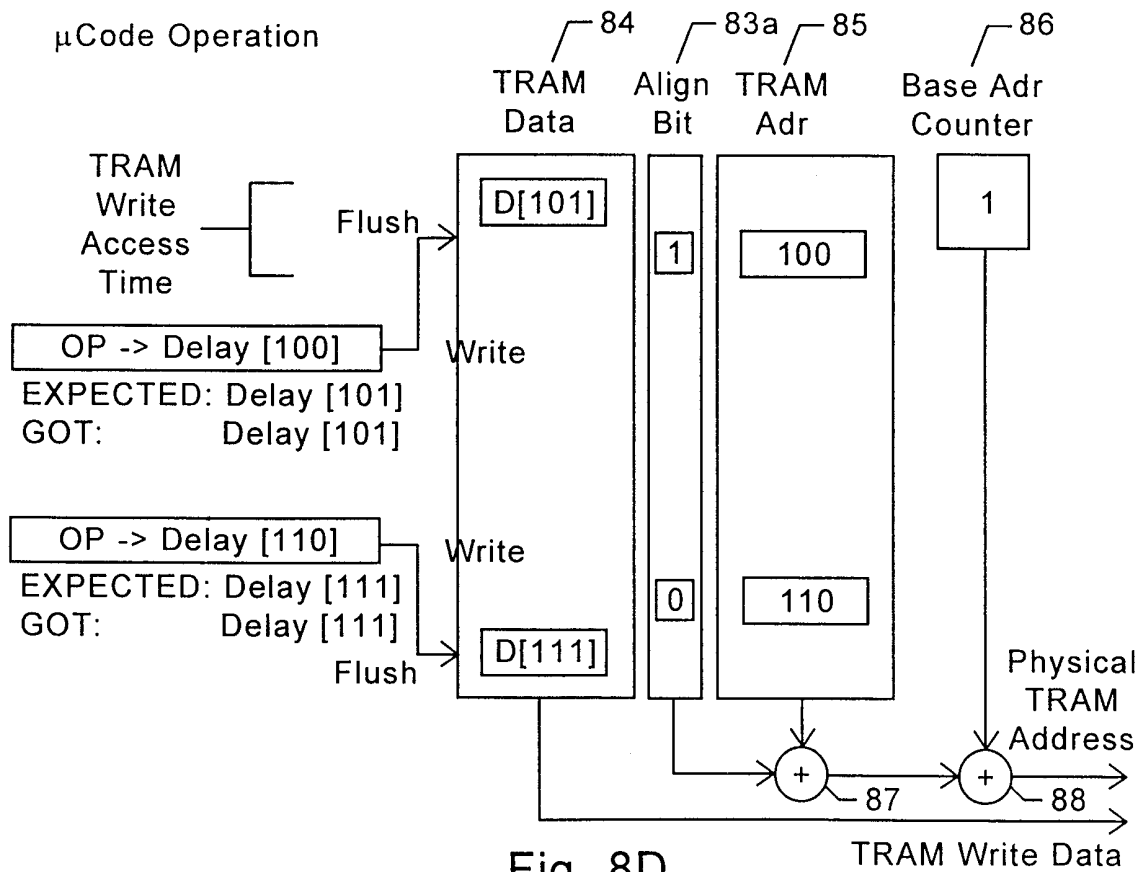 μCode Operation
84
83a
85
86
TRAM
Data
Align
Bit
TRAM
Adr
Base Adr
Counter
TRAM
Write
Access
Time
Flush
D[101]
1
100
1
OP -> Delay [100]
Write
EXPECTED: Delay [101]
GOT: Delay [101]
OP -> Delay [110]
Write
EXPECTED: Delay [111]
GOT: Delay [111]
Flush
0
110
D[111]
Physical
TRAM
Address
+
87
+
88
TRAM Write Data
Fig. 8D